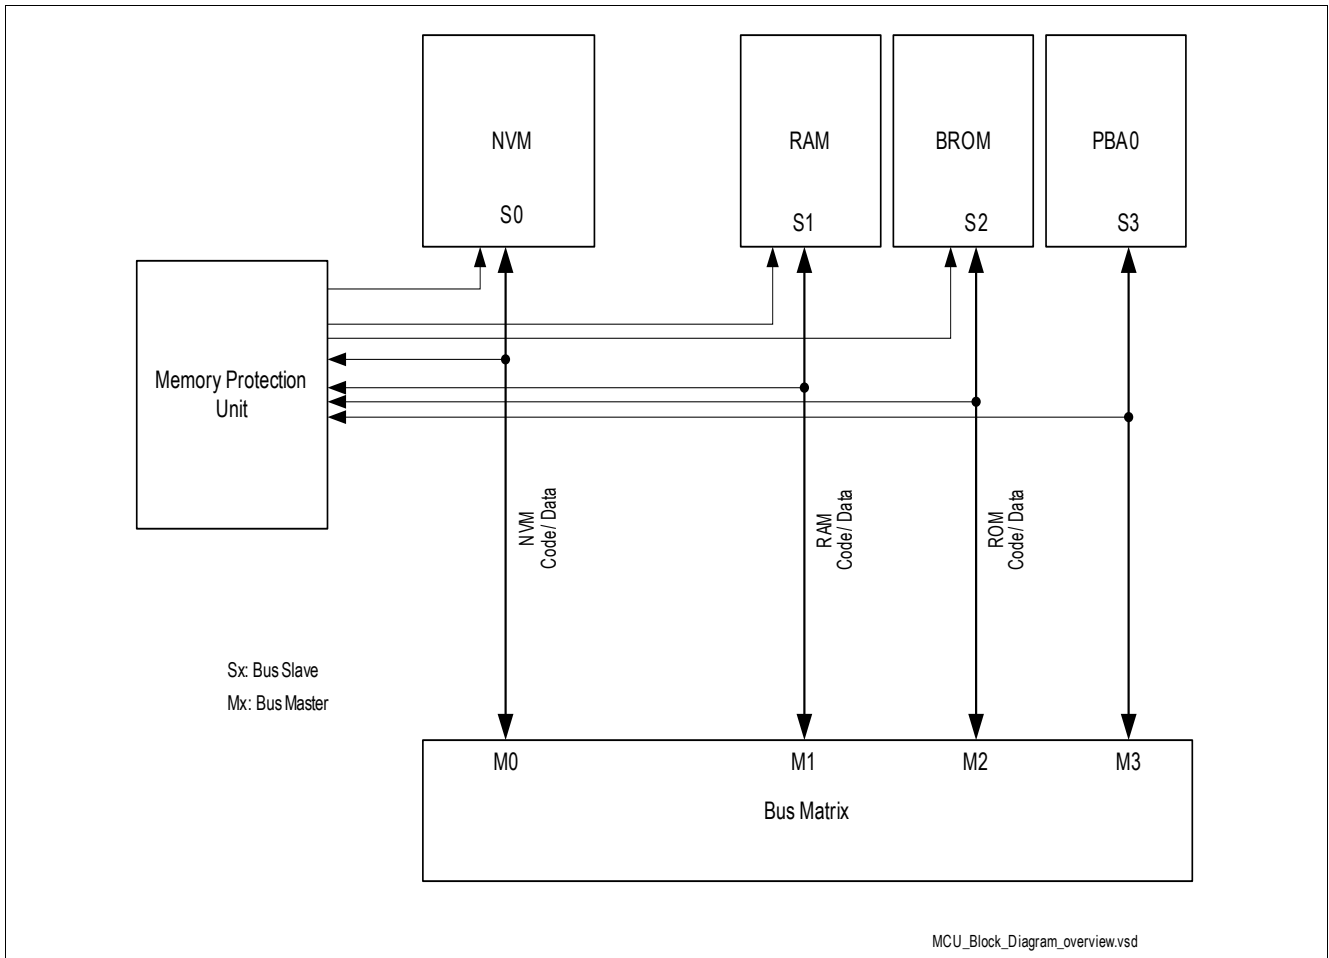 NVM
S0
RAM
S1
BROM
S2
PBA0
S3
Memory Protection
Unit
NVM
Code/ Data
RAM
Code/ Data
ROM
Code/ Data
Sx: Bus Slave
Mx: Bus Master
M0
M1
M2
M3
Bus Matrix
MCU_Block_Diagram_overview.vsd